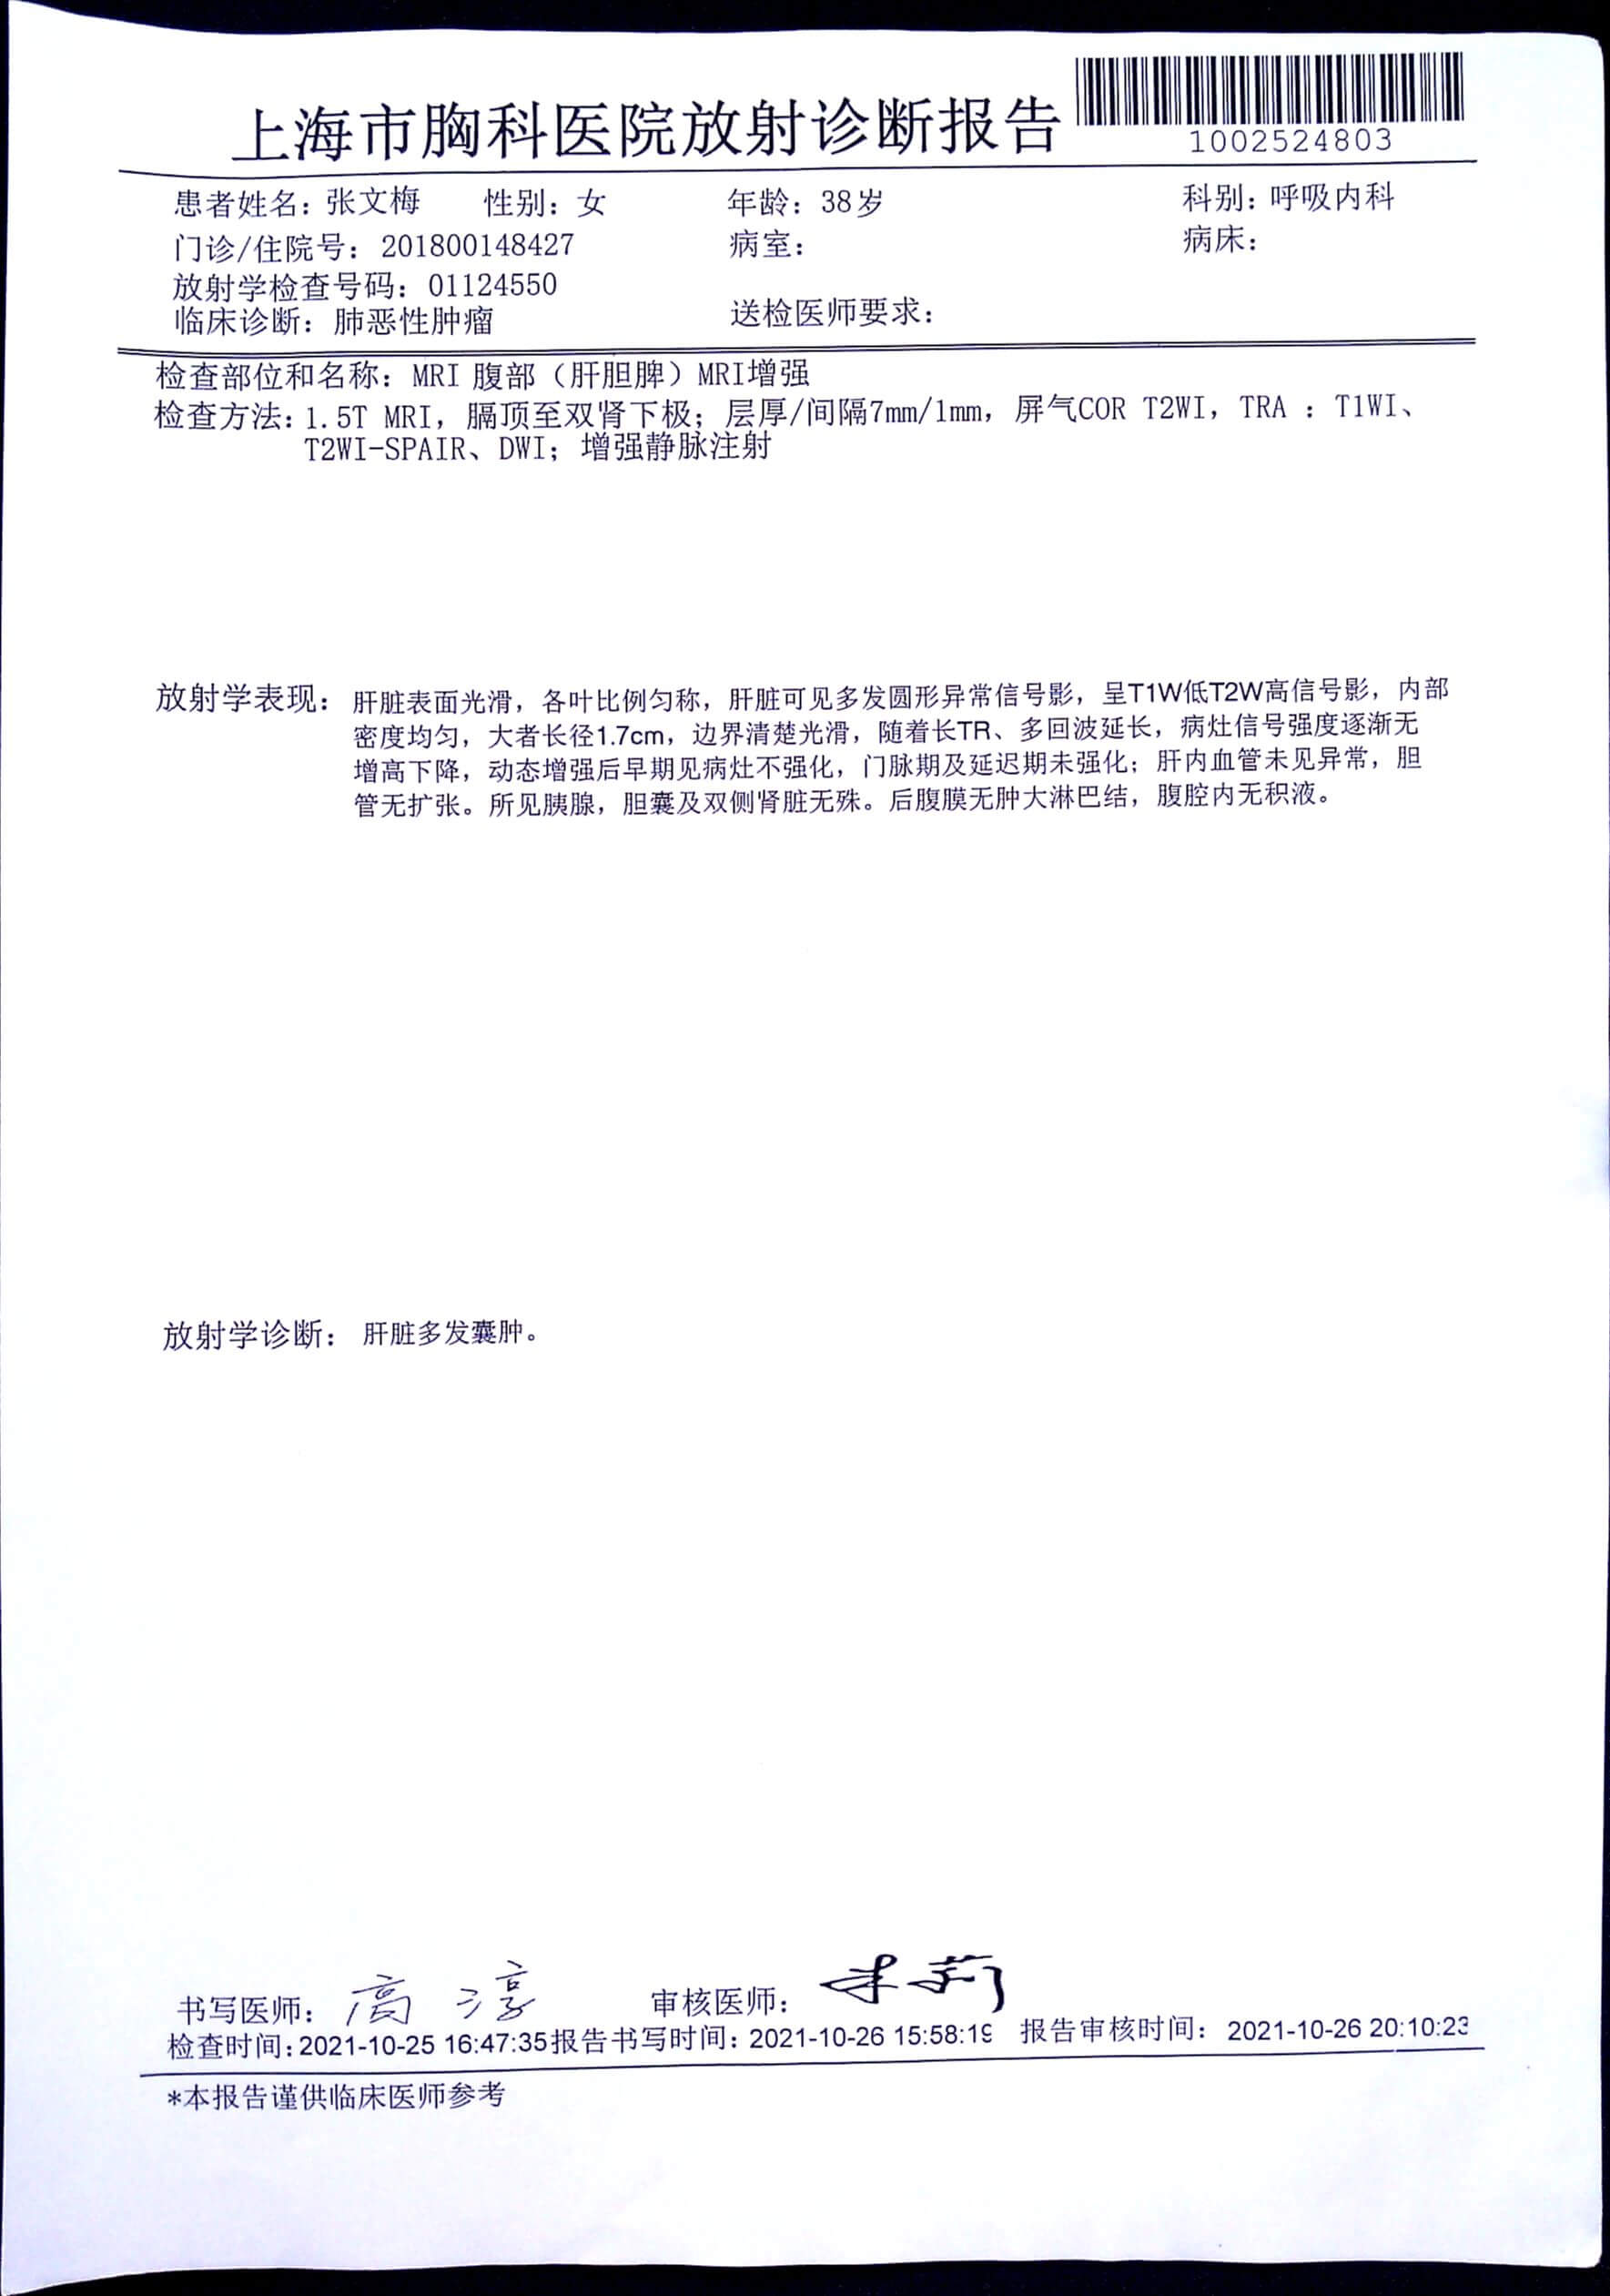 上海市胸科医院放射诊断报告
1002524803
患者姓名：张文梅 性别：女 年龄：38岁 科别：呼吸内科
门诊/住院号：201800148427 病室： 病床：
放射学检查号码：01124550
临床诊断：肺恶性肿瘤 送检医师要求：
检查部位和名称：MRI 腹部（肝胆脾）MRI增强
检查方法：1.5T MRI，膈顶至双肾下极；层厚/间隔7mm/1mm，屏气COR T2WI，TRA ：T1WI、
T2WI-SPAIR、DWI；增强静脉注射
放射学表现：肝脏表面光滑，各叶比例匀称，肝脏可见多发圆形异常信号影，呈T1W低T2W高信号影，内部
密度均匀，大者长径1.7cm，边界清楚光滑，随着长TR、多回波延长，病灶信号强度逐渐无
增高下降，动态增强后早期见病灶不强化，门脉期及延迟期未强化；肝内血管未见异常，胆
管无扩张。所见胰腺，胆囊及双侧肾脏无殊。后腹膜无肿大淋巴结，腹腔内无积液。
放射学诊断：肝脏多发囊肿。
书写医师：高淳 审核医师：
检查时间：2021-10-25 16:47:35报告书写时间：2021-10-26 15:58:19 报告审核时间：2021-10-26 20:10:23
*本报告谨供临床医师参考